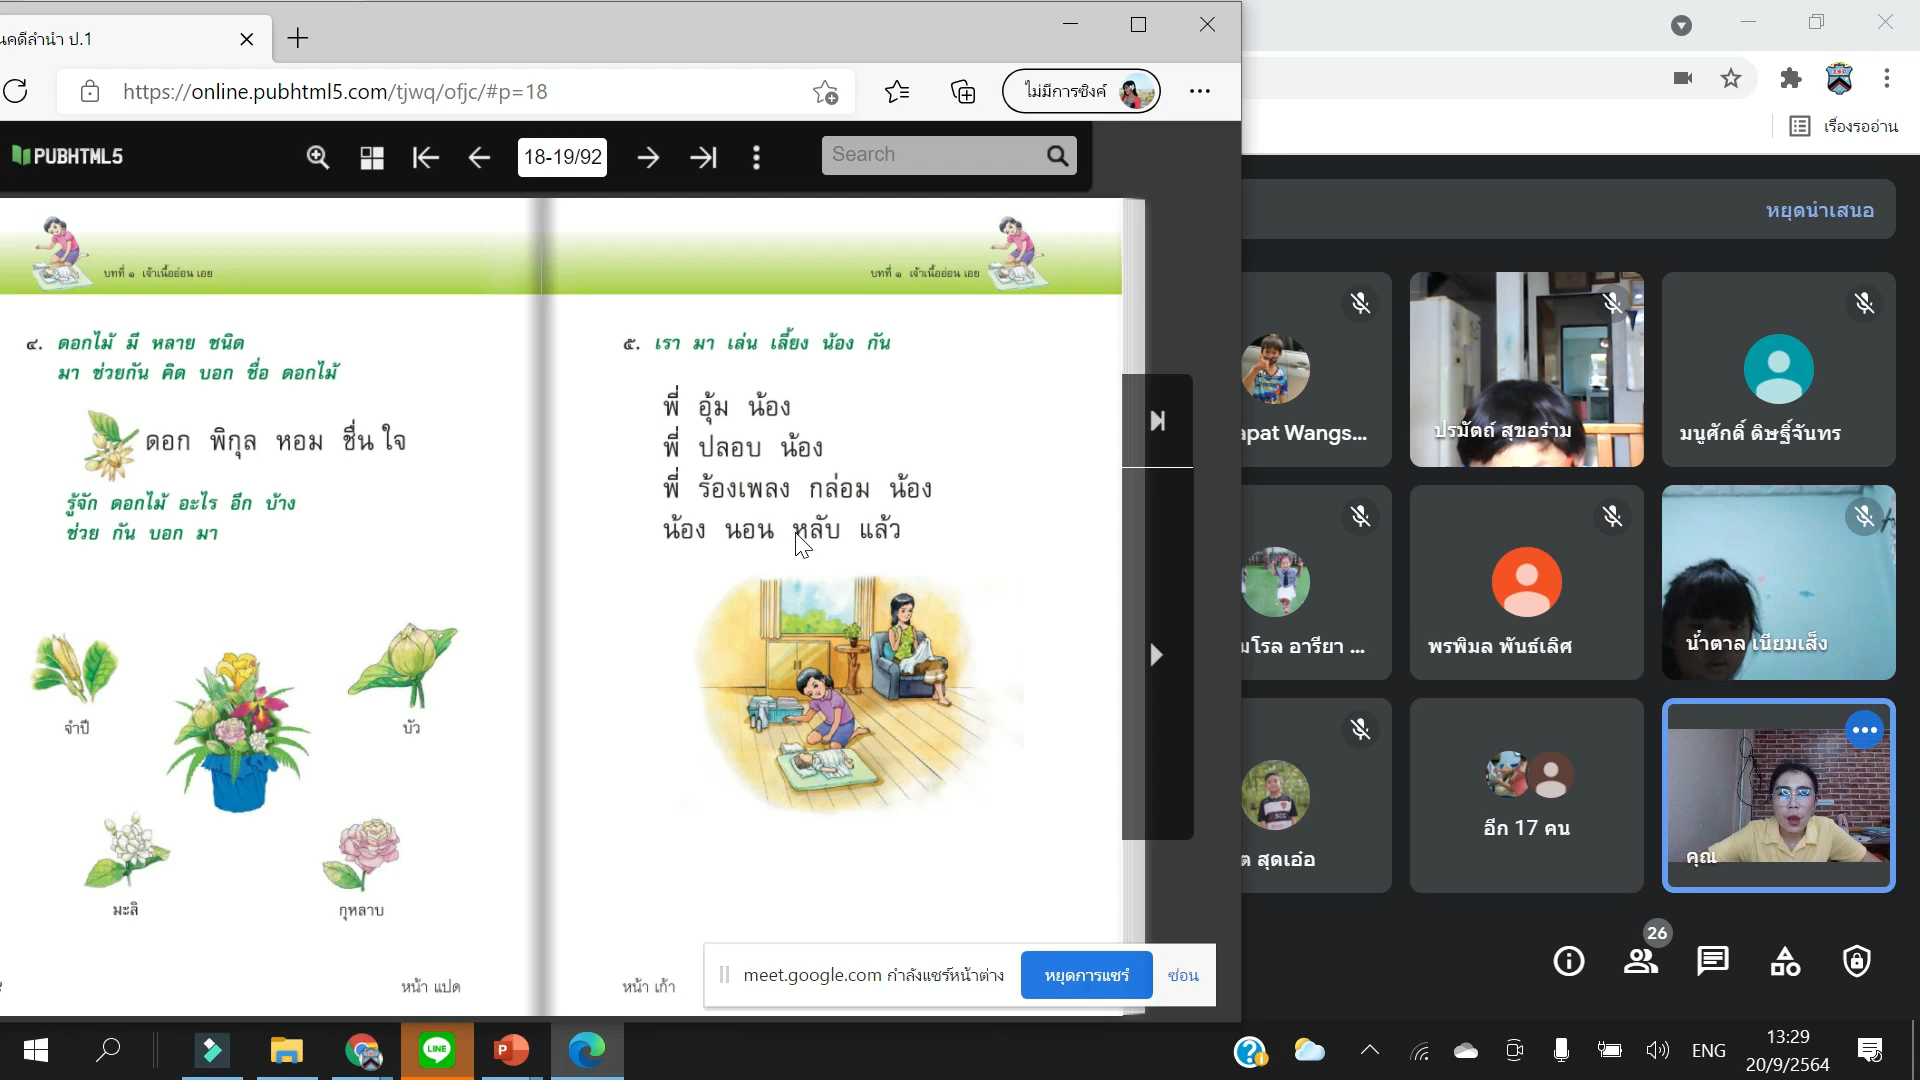 นคดีลำนำ ป.1
https://online.pubhtml5.com/tjwq/ofjc/#p=18
ไม่มีการซิงค์
PUBHTML5
18-19/92
Search
บทที่ ๑ เจ้าเนื้ออ่อน เอย
๔. ดอกไม้ มี หลาย ชนิด
มา ช่วยกัน คิด บอก ชื่อ ดอกไม้
ดอก พิกุล หอม ชื่น ใจ
รู้จัก ดอกไม้ อะไร อีก บ้าง
ช่วย กัน บอก มา
จำปี
บัว
มะลิ
กุหลาบ
หน้า แปด
บทที่ ๑ เจ้าเนื้ออ่อน เอย
๕. เรา มา เล่น เลี้ยง น้อง กัน
พี่ อุ้ม น้อง
พี่ ปลอบ น้อง
พี่ ร้องเพลง กล่อม น้อง
น้อง นอน หลับ แล้ว
หน้า เก้า
meet.google.com กำลังแชร์หน้าต่าง
หยุดการแชร์
ซ่อน
เรื่องรออ่าน
หยุดนำเสนอ
apat Wangs...
ปรมัตถ์ สุขอร่าม
มนูศักดิ์ ดิษฐิ์จันทร
มโรล อารียา ...
พรพิมล พันธ์เลิศ
น้ำตาล เนียมเส็ง
ต สุดเอ๋อ
อีก 17 คน
คุณ
26
LINE
ENG
13:29
20/9/2564